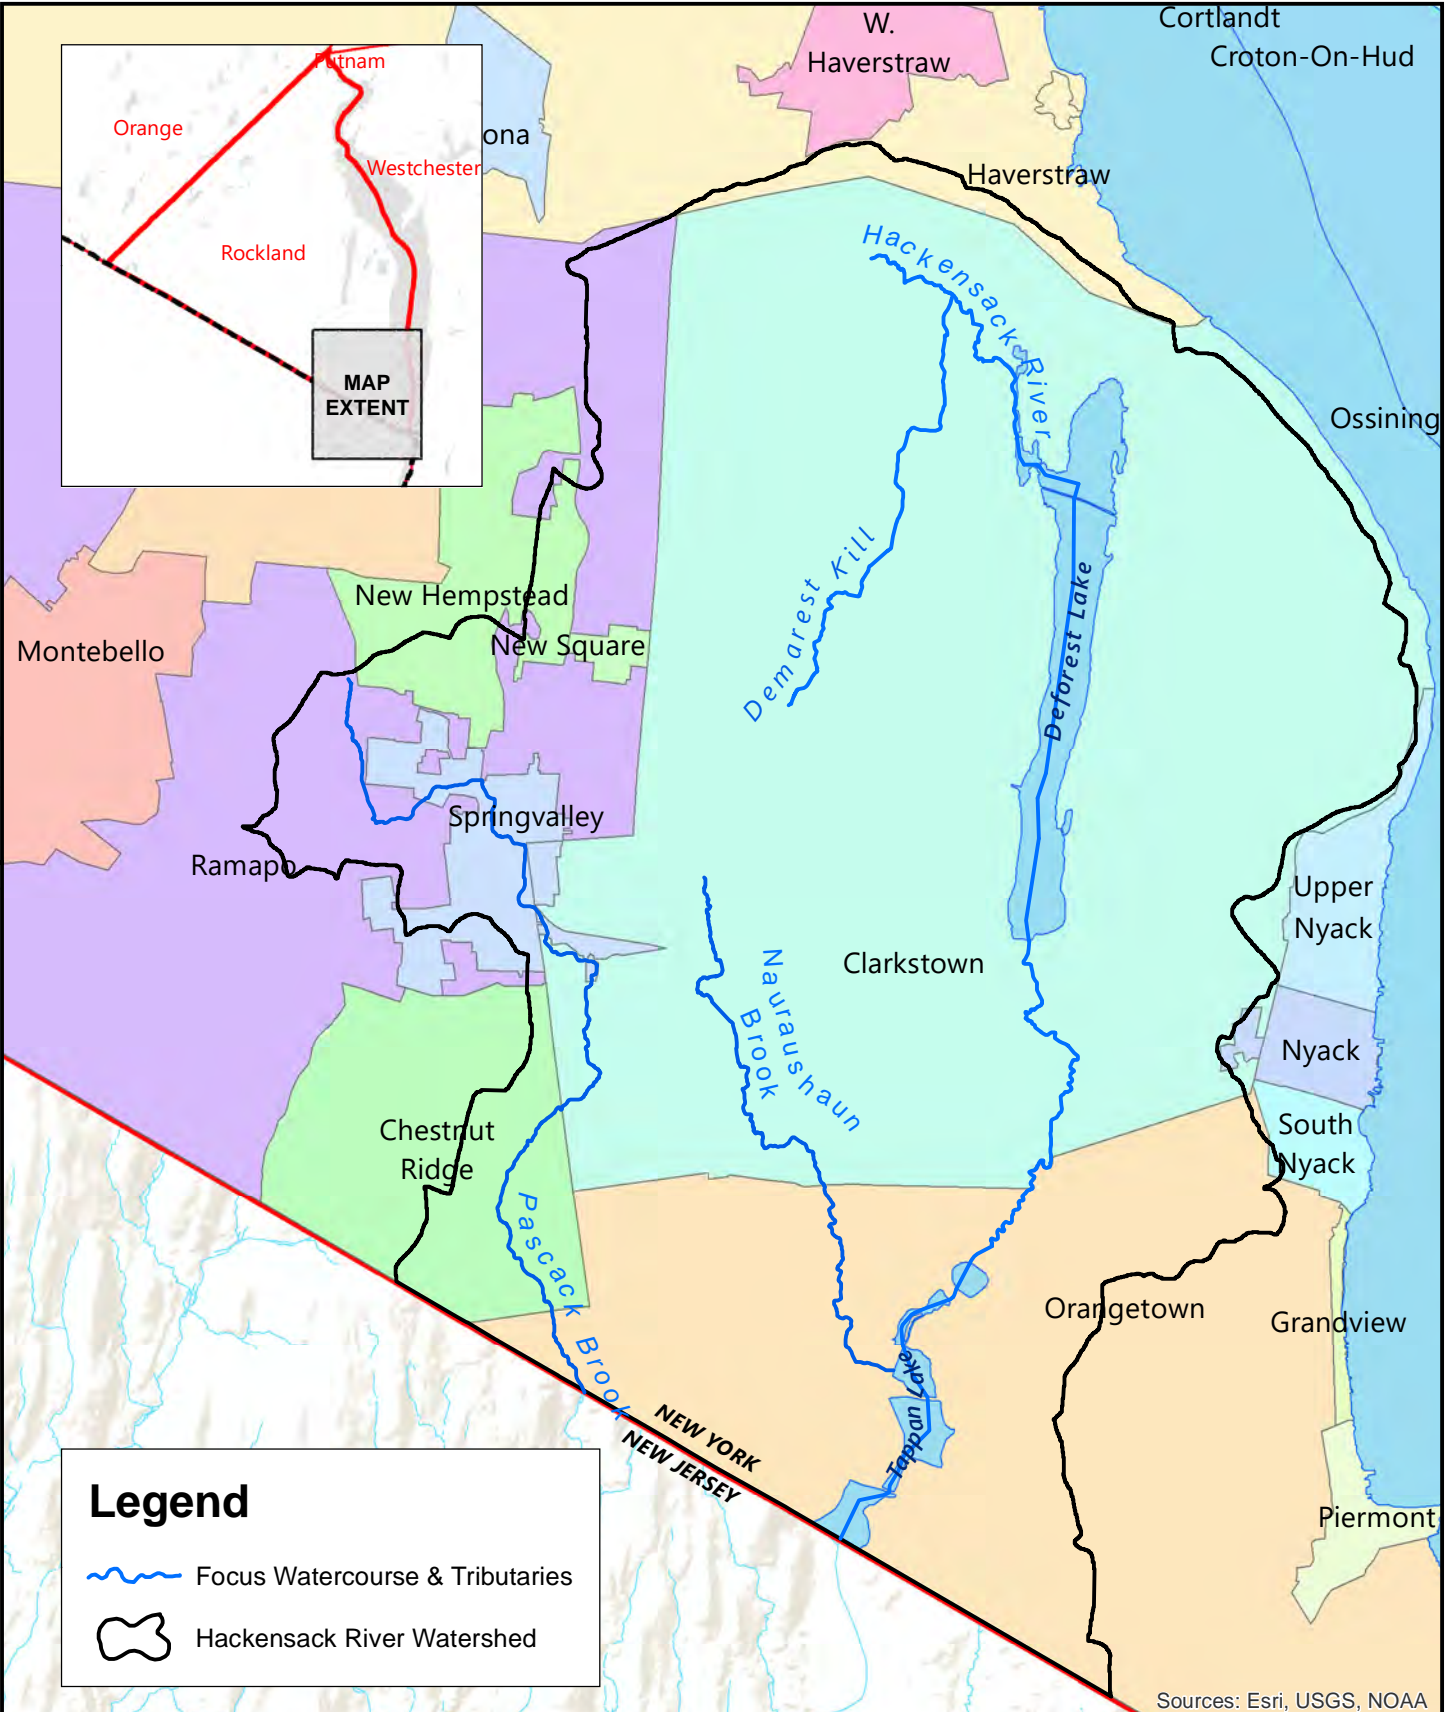 Cortlandt
Croton-On-Hud
W.
Haverstraw
Putnam
Orange
Westchester
Rockland
MAP
EXTENT
ona
Haverstraw
Hackensack River
Ossining
Demarest Kill
Deforest Lake
New Hempstead
New Square
Montebello
Springvalley
Ramapo
Upper
Nyack
Clarkstown
Nauraushaun
Brook
Nyack
South
Nyack
Chestnut
Ridge
Pascack Brook
Orangetown
Grandview
Tappan Lake
NEW YORK
NEW JERSEY
Piermont
Legend
Focus Watercourse & Tributaries
Hackensack River Watershed
Sources: Esri, USGS, NOAA